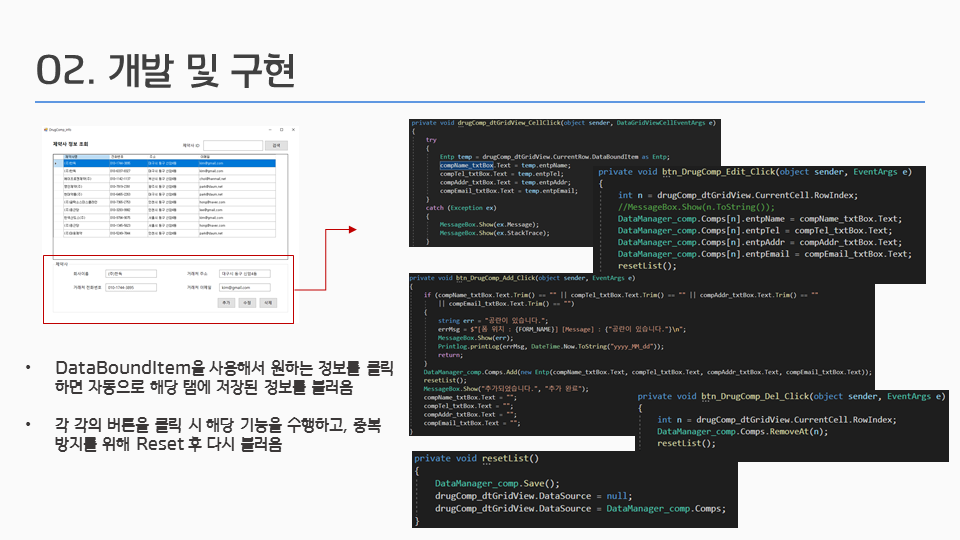 02. 개발 및 구현
DrugComp_info
제약사 정보 조회
제약사 ID
검색
제약사명 전화번호 주소 이메일
제약사
회사이름 (주)한독 거래처 주소 대구시 동구 신암4동
거래처 전화번호 010-1744-3895 거래처 이메일 kim@gmail.com
추가 수정 삭제
• DataBoundItem을 사용해서 원하는 정보를 클릭
하면 자동으로 해당 탬에 저장된 정보를 불러옴
• 각 각의 버튼을 클릭 시 해당 기능을 수행하고, 중복
방지를 위해 Reset 후 다시 불러옴
private void drugComp_dtGridView_CellClick(object sender, DataGridViewCellEventArgs e)
{
try
{
Entp temp = drugComp_dtGridView.CurrentRow.DataBoundItem as Entp;
compName_txtBox.Text = temp.entpName;
compTel_txtBox.Text = temp.entpTel;
compAddr_txtBox.Text = temp.entpAddr;
compEmail_txtBox.Text = temp.entpEmail;
}
catch (Exception ex)
{
MessageBox.Show(ex.Message);
MessageBox.Show(ex.StackTrace);
}
private void btn_DrugComp_Edit_Click(object sender, EventArgs e)
{
int n = drugComp_dtGridView.CurrentCell.RowIndex;
//MessageBox.Show(n.ToString());
DataManager_comp.Comps[n].entpName = compName_txtBox.Text;
DataManager_comp.Comps[n].entpTel = compTel_txtBox.Text;
DataManager_comp.Comps[n].entpAddr = compAddr_txtBox.Text;
DataManager_comp.Comps[n].entpEmail = compEmail_txtBox.Text;
resetList();
private void btn_DrugComp_Add_Click(object sender, EventArgs e)
{
if (compName_txtBox.Text.Trim() == "" || compTel_txtBox.Text.Trim() == "" || compAddr_txtBox.Text.Trim() == ""
|| compEmail_txtBox.Text.Trim() == "")
{
string err = "공란이 있습니다.";
errMsg = $"[폼 위치 : {FORM_NAME}] [Message] : {"공란이 있습니다."}\n";
MessageBox.Show(err);
Printlog.printLog(errMsg, DateTime.Now.ToString("yyyy_MM_dd"));
return;
}
DataManager_comp.Comps.Add(new Entp(compName_txtBox.Text, compTel_txtBox.Text, compAddr_txtBox.Text, compEmail_txtBox.Text));
resetList();
MessageBox.Show("추가되었습니다.", "추가 완료");
compName_txtBox.Text = "";
compTel_txtBox.Text = "";
compAddr_txtBox.Text = "";
compEmail_txtBox.Text = "";
}
private void btn_DrugComp_Del_Click(object sender, EventArgs e)
{
int n = drugComp_dtGridView.CurrentCell.RowIndex;
DataManager_comp.Comps.RemoveAt(n);
resetList();
private void resetList()
{
DataManager_comp.Save();
drugComp_dtGridView.DataSource = null;
drugComp_dtGridView.DataSource = DataManager_comp.Comps;
}